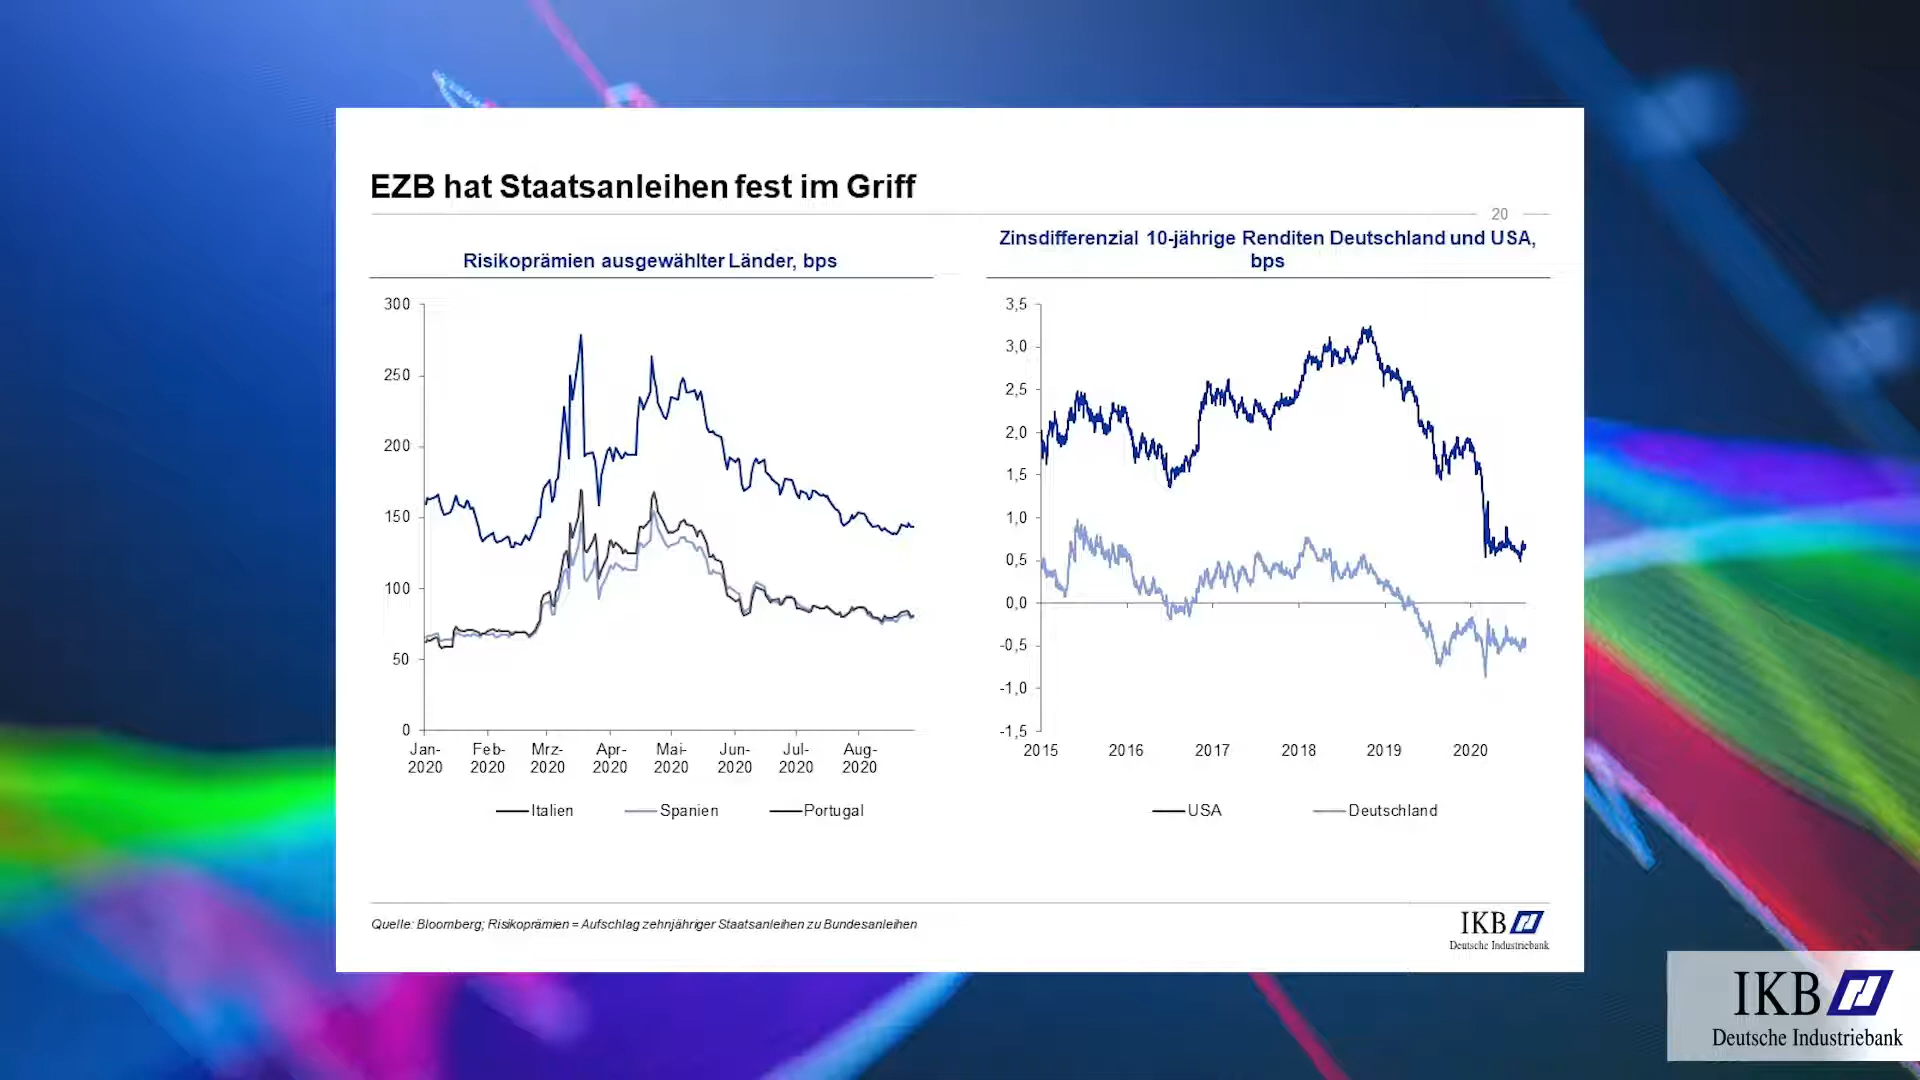 EZB hat Staatsanleihen fest im Griff
20
Risikoprämien ausgewählter Länder, bps
300
250
200
150
100
50
0
Jan- Feb- Mrz- Apr- Mai- Jun- Jul- Aug-
2020 2020 2020 2020 2020 2020 2020 2020
Italien Spanien Portugal
Zinsdifferenzial 10-jährige Renditen Deutschland und USA,
bps
3,5
3,0
2,5
2,0
1,5
1,0
0,5
0,0
-0,5
-1,0
-1,5
2015 2016 2017 2018 2019 2020
USA Deutschland
Quelle: Bloomberg; Risikoprämien = Aufschlag zehnjähriger Staatsanleihen zu Bundesanleihen
IKB
Deutsche Industriebank
IKB
Deutsche Industriebank